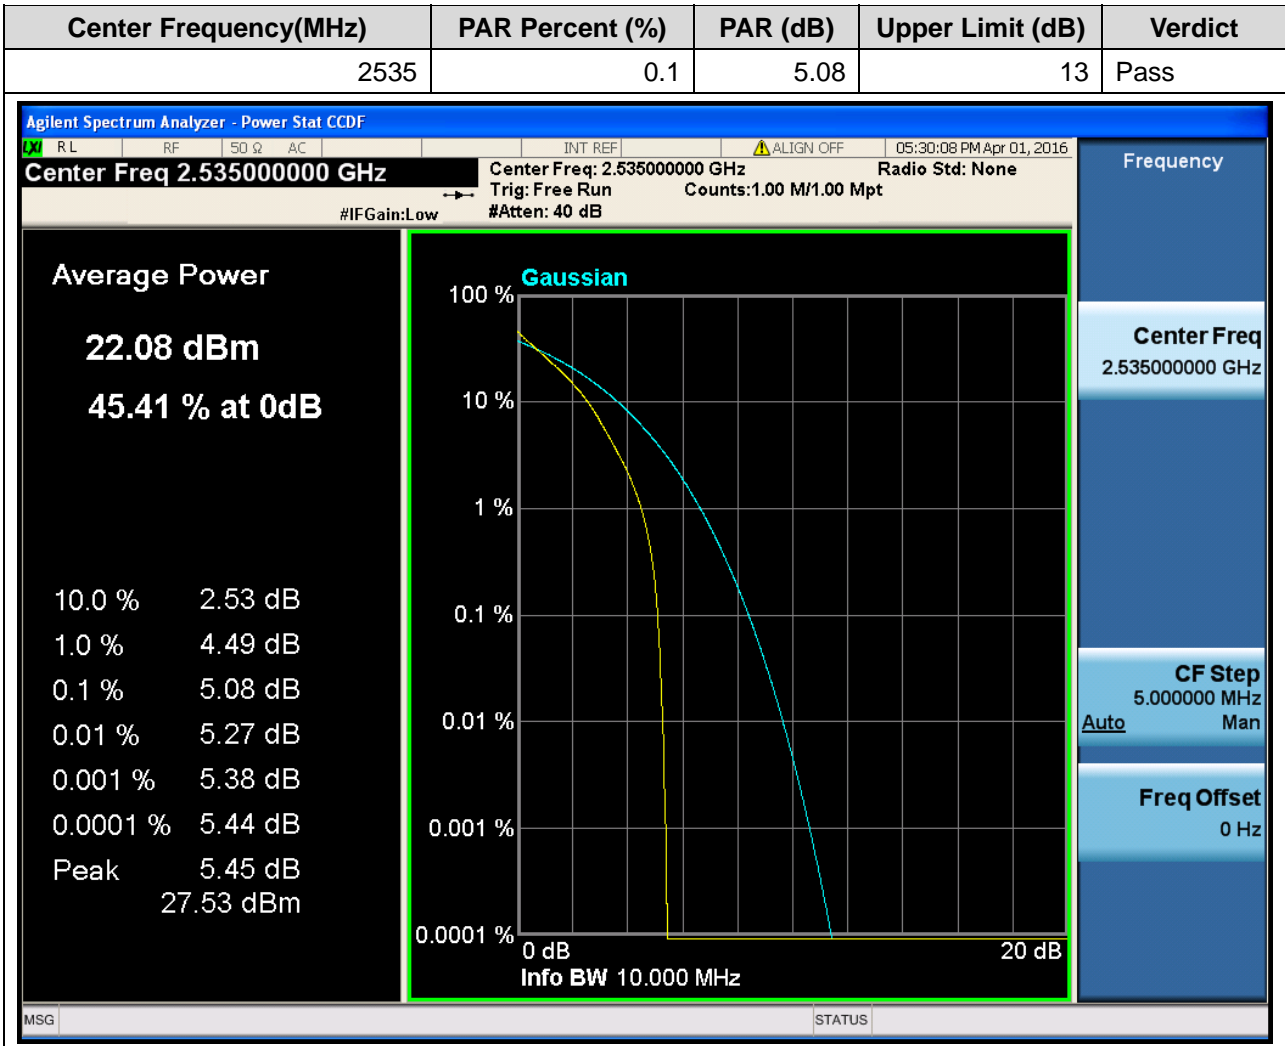 Center Frequency(MHz) PAR Percent (%) PAR (dB) Upper Limit (dB) Verdict
2535 0.1 5.08 13 Pass
Agilent Spectrum Analyzer - Power Stat CCDF
LXI RL RF 50 Ω AC INT REF ALIGN OFF 05:30:08 PM Apr 01, 2016
Center Freq 2.535000000 GHz
#IFGain:Low
Center Freq: 2.535000000 GHz Radio Std: None
Trig: Free Run Counts:1.00 M/1.00 Mpt
#Atten: 40 dB
Average Power
22.08 dBm
45.41 % at 0dB
10.0 % 2.53 dB
1.0 % 4.49 dB
0.1 % 5.08 dB
0.01 % 5.27 dB
0.001 % 5.38 dB
0.0001 % 5.44 dB
Peak 5.45 dB
27.53 dBm
Gaussian
100 %
10 %
1 %
0.1 %
0.01 %
0.001 %
0.0001 %
0 dB 20 dB
Info BW 10.000 MHz
Frequency
Center Freq
2.535000000 GHz
CF Step
5.000000 MHz
Auto Man
Freq Offset
0 Hz
MSG STATUS